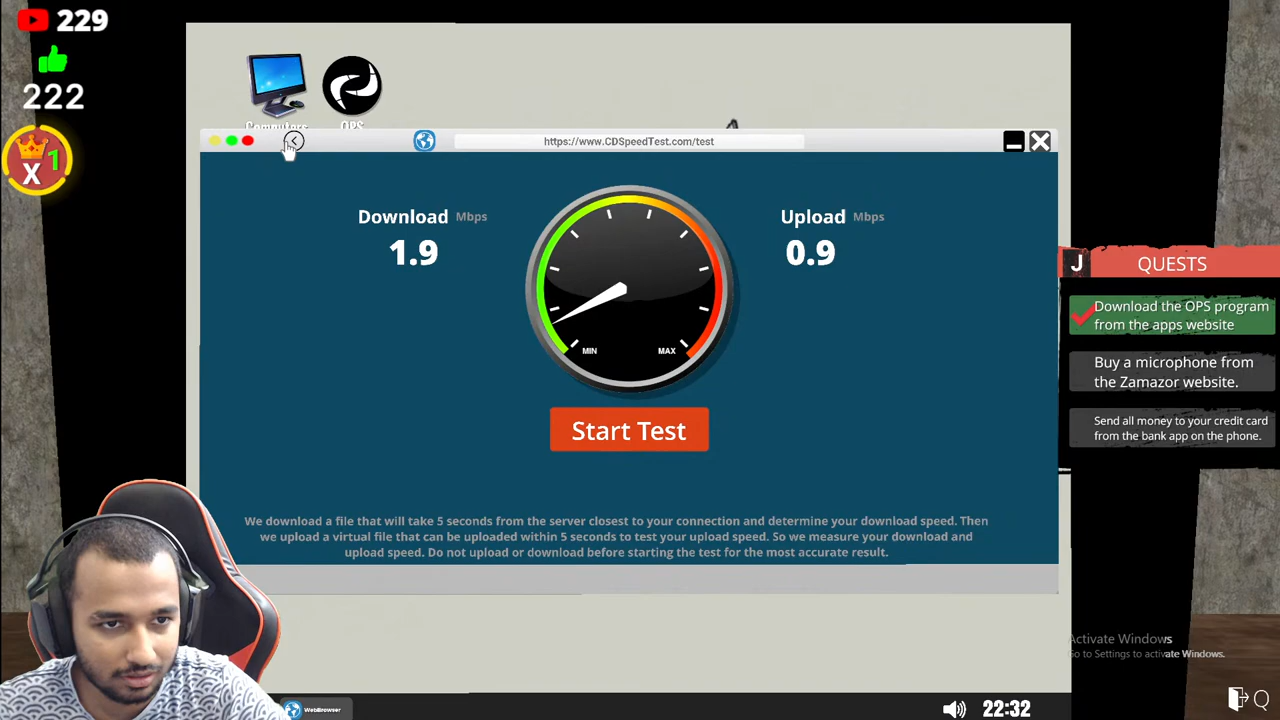 229
222
X 1
Computers OPS
https://www.CDSpeedTest.com/test
Download Mbps
1.9
Upload Mbps
0.9
MIN MAX
Start Test
We download a file that will take 5 seconds from the server closest to your connection and determine your download speed. Then
we upload a virtual file that can be uploaded within 5 seconds to test your upload speed. So we measure your download and
upload speed. Do not upload or download before starting the test for the most accurate result.
J QUESTS
Download the OPS program
from the apps website
Buy a microphone from
the Zamazor website.
Send all money to your credit card
from the bank app on the phone.
Activate Windows
Go to Settings to activate Windows.
WebBrowser
22:32
Q